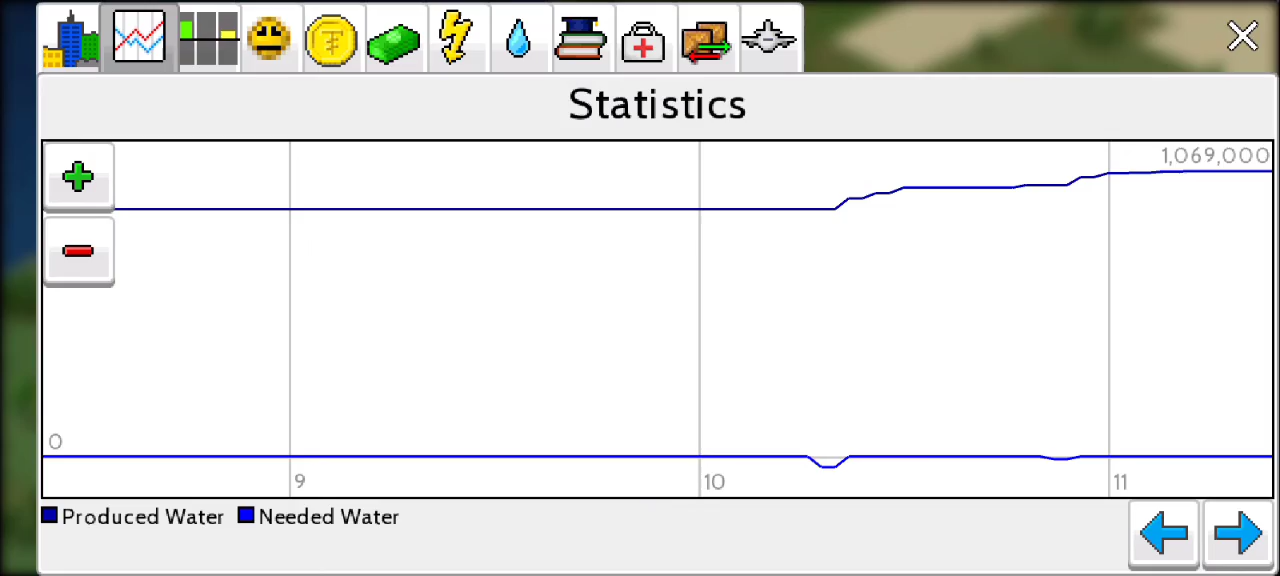 Statistics
1,069,000
0
9
10
11
Produced Water Needed Water